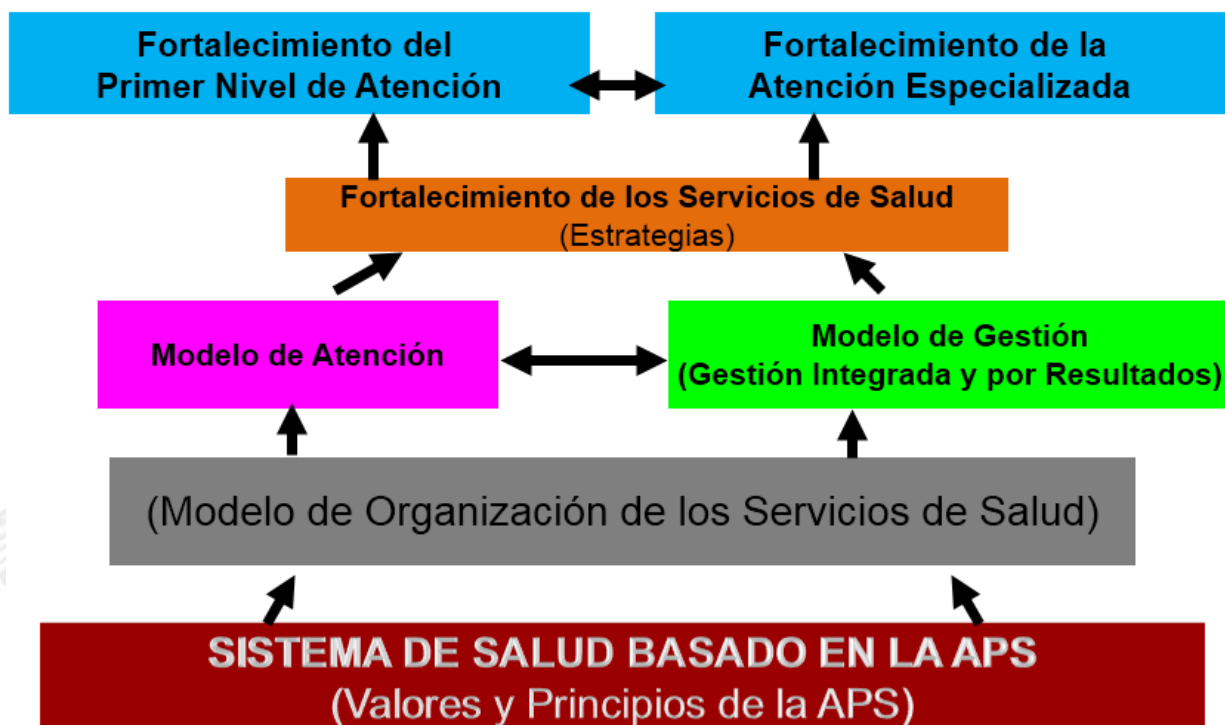 Fortalecimiento del
Primer Nivel de Atención
Fortalecimiento de la
Atención Especializada
Fortalecimiento de los Servicios de Salud
(Estrategias)
Modelo de Atención
Modelo de Gestión
(Gestión Integrada y por Resultados)
(Modelo de Organización de los Servicios de Salud)
SISTEMA DE SALUD BASADO EN LA APS
(Valores y Principios de la APS)